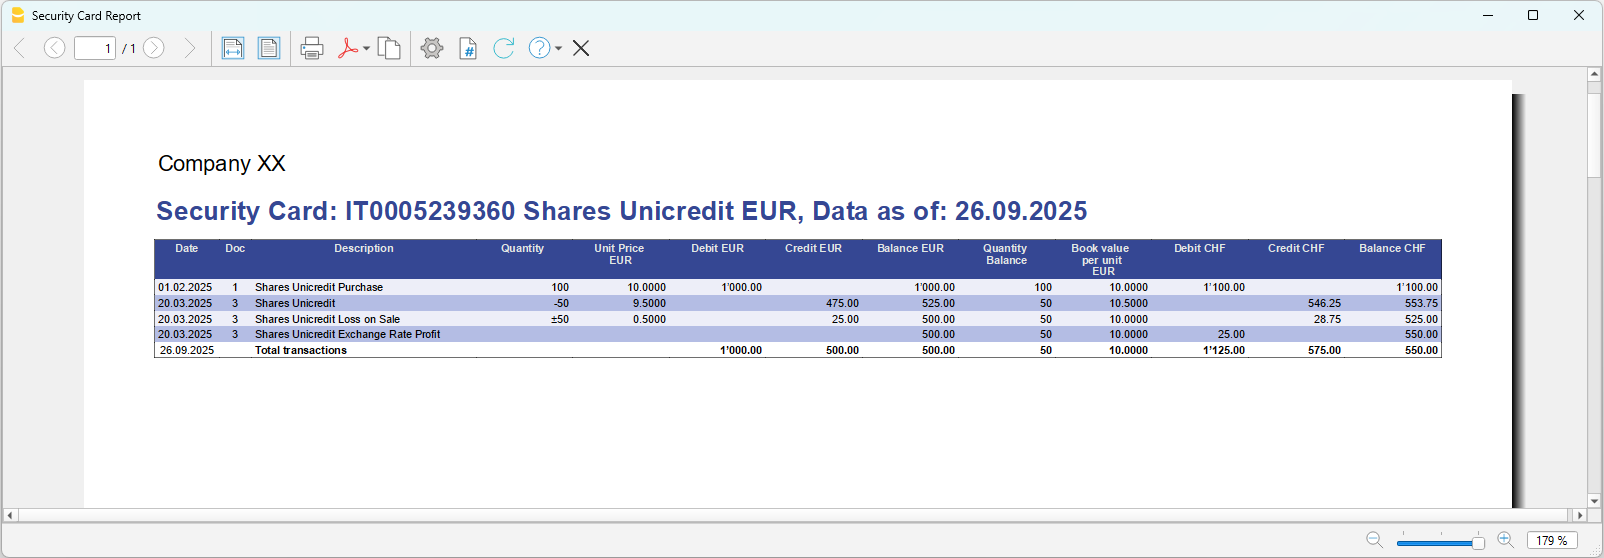 Security Card Report
1 / 1
#
?
Company XX
Security Card: IT0005239360 Shares Unicredit EUR, Data as of: 26.09.2025
Date Doc Description Quantity Unit Price EUR Debit EUR Credit EUR Balance EUR Quantity Balance Book value per unit EUR Debit CHF Credit CHF Balance CHF
01.02.2025 1 Shares Unicredit Purchase 100 10.0000 1'000.00 1'000.00 100 10.0000 1'100.00 1'100.00
20.03.2025 3 Shares Unicredit -50 9.5000 475.00 525.00 50 10.5000 546.25 553.75
20.03.2025 3 Shares Unicredit Loss on Sale ±50 0.5000 25.00 500.00 50 10.0000 28.75 525.00
20.03.2025 3 Shares Unicredit Exchange Rate Profit 500.00 50 10.0000 25.00 550.00
26.09.2025 Total transactions 1'000.00 500.00 500.00 50 10.0000 1'125.00 575.00 550.00
179 %